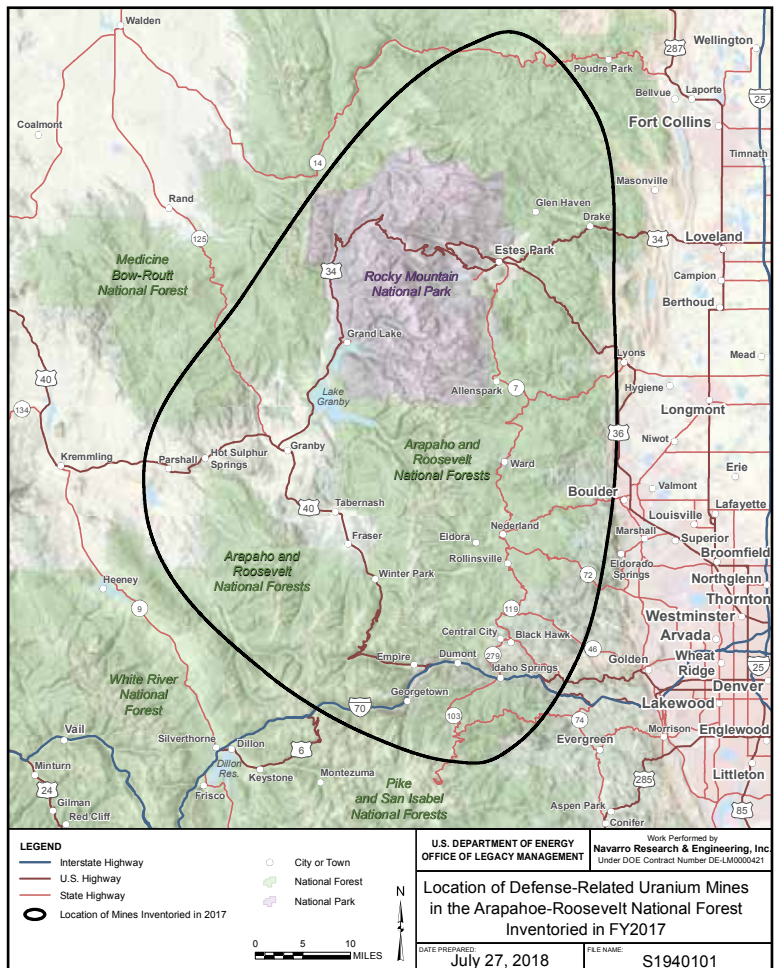 Walden
287
Wellington
Poudre Park
Bellvue
Laporte
25
Coalmont
Fort Collins
14
Timnath
Masonville
Rand
Glen Haven
Drake
125
34
Loveland
Estes Park
Medicine
Bow-Routt
National Forest
34
Rocky Mountain
National Park
Campion
Berthoud
Grand Lake
Lyons
Mead
40
Allenspark
7
Hygiene
Lake
Granby
134
Longmont
36
Niwot
Arapaho and
Roosevelt
National Forests
Granby
Kremmling
Parshall
Hot Sulphur
Springs
Ward
Erie
Boulder
Valmont
40
Tabernash
Lafayette
Louisville
Nederland
Marshall
Superior
Fraser
Eldora
Broomfield
Arapaho and
Roosevelt
National Forests
Rollinsville
Eldorado
Springs
Winter Park
72
Northglenn
Heeney
Thornton
9
119
Westminster
Central City
Black Hawk
Arvada
46
Empire
Dumont
279
Golden
Wheat
Ridge
25
Idaho Springs
White River
National
Forest
Georgetown
Denver
70
Lakewood
103
74
Vail
Silverthorne
Dillon
6
Evergreen
Morrison
Englewood
Minturn
Dillon
Res.
Keystone
Montezuma
285
Littleton
24
Frisco
Pike
and San Isabel
National Forests
Gilman
Aspen Park
85
Red Cliff
Conifer
LEGEND
Interstate Highway
U.S. Highway
State Highway
Location of Mines Inventoried in 2017
City or Town
National Forest
National Park
N
0 5 10
MILES
U.S. DEPARTMENT OF ENERGY
OFFICE OF LEGACY MANAGEMENT
Work Performed by
Navarro Research & Engineering, Inc.
Under DOE Contract Number DE-LM0000421
Location of Defense-Related Uranium Mines
in the Arapahoe-Roosevelt National Forest
Inventoried in FY2017
DATE PREPARED:
July 27, 2018
FILE NAME:
S1940101